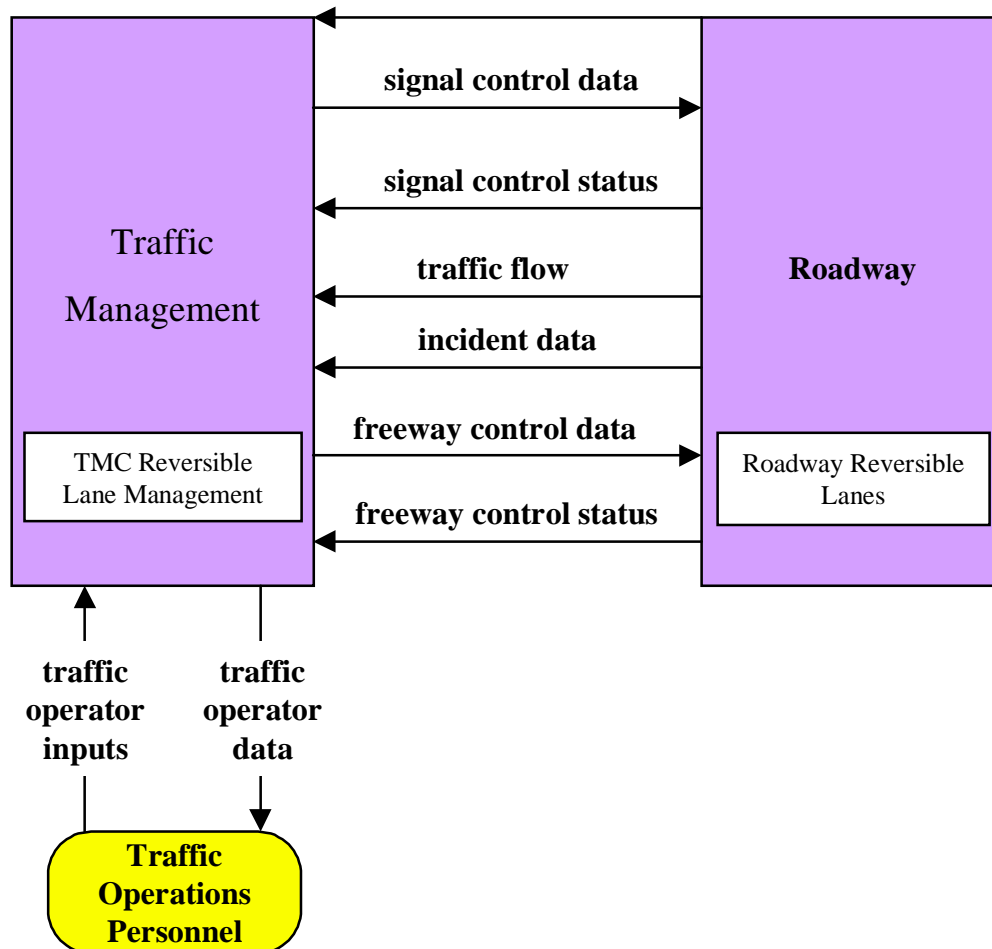 signal control data
signal control status
Traffic
Management
traffic flow
Roadway
incident data
freeway control data
TMC Reversible
Lane Management
Roadway Reversible
Lanes
freeway control status
traffic
operator
inputs
traffic
operator
data
Traffic
Operations
Personnel